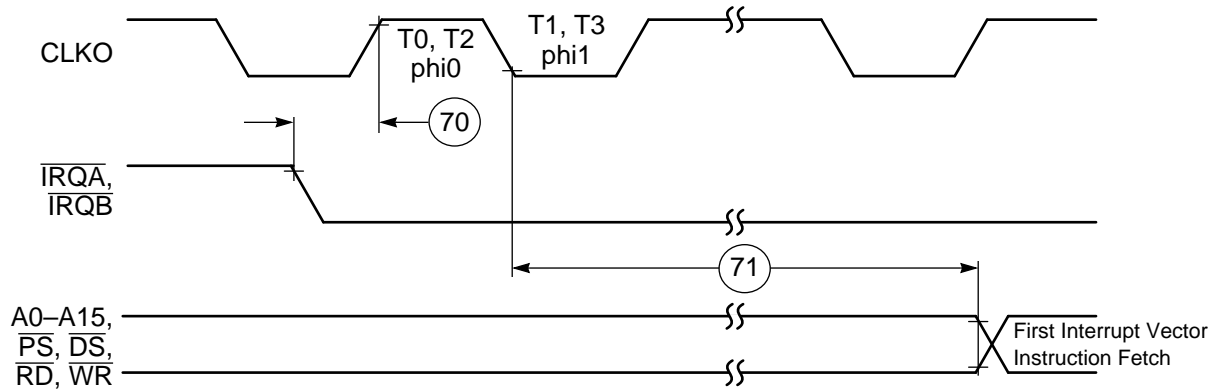 CLKO
T0, T2
phi0
T1, T3
phi1
70
IRQA,
IRQB
71
A0–A15,
PS, DS,
RD, WR
First Interrupt Vector
Instruction Fetch